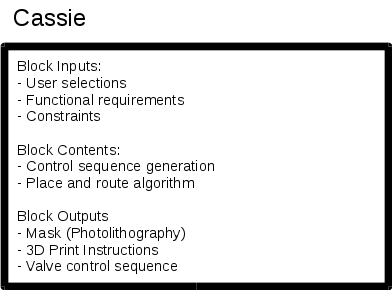 Cassie
Block Inputs:
- User selections
- Functional requirements
- Constraints
Block Contents:
- Control sequence generation
- Place and route algorithm
Block Outputs
- Mask (Photolithography)
- 3D Print Instructions
- Valve control sequence